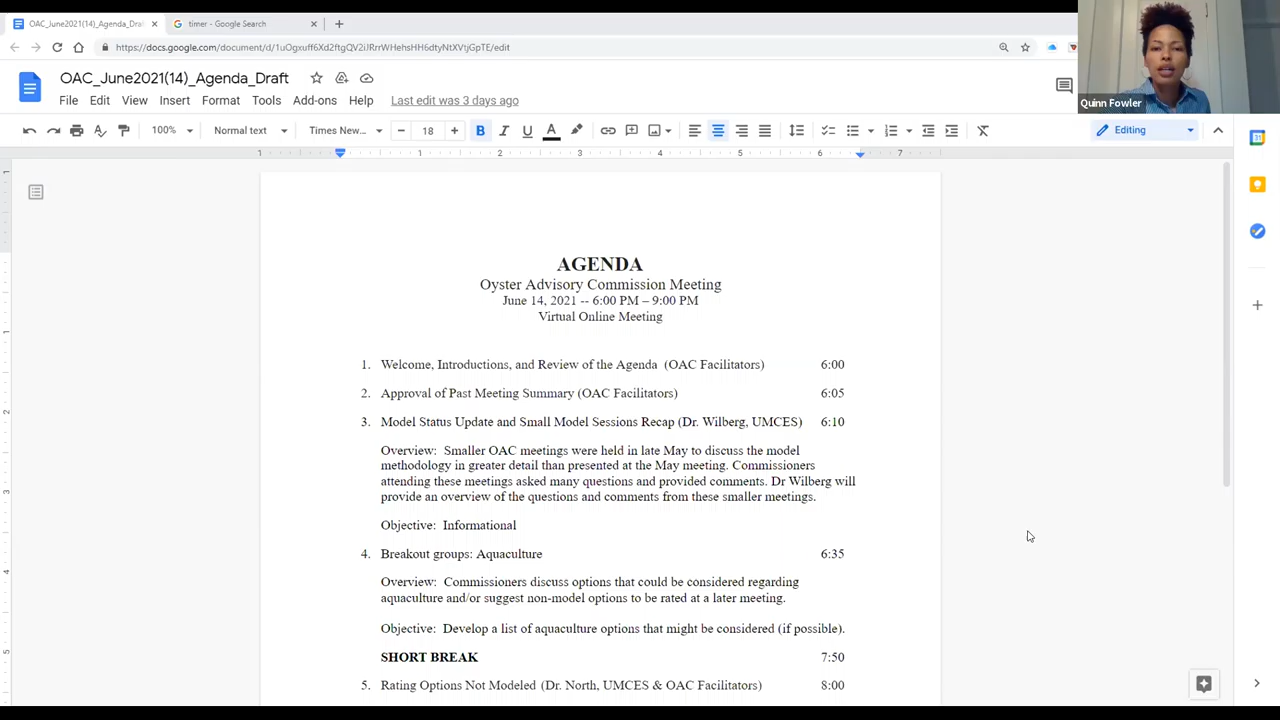 OAC_June2021(14)_Agenda_Dra
timer - Google Search
https://docs.google.com/document/d/1uOgxuff6Xd2ftgQV2iJRrrWHehsHH6dtyNtXVtjGpTE/edit
OAC_June2021(14)_Agenda_Draft
File Edit View Insert Format Tools Add-ons Help Last edit was 3 days ago
Quinn Fowler
100% Normal text Times New... 18 B I U A Editing
1 1 2 3 4 5 6 7
AGENDA
Oyster Advisory Commission Meeting
June 14, 2021 -- 6:00 PM – 9:00 PM
Virtual Online Meeting
1. Welcome, Introductions, and Review of the Agenda (OAC Facilitators) 6:00
2. Approval of Past Meeting Summary (OAC Facilitators) 6:05
3. Model Status Update and Small Model Sessions Recap (Dr. Wilberg, UMCES) 6:10
Overview: Smaller OAC meetings were held in late May to discuss the model
methodology in greater detail than presented at the May meeting. Commissioners
attending these meetings asked many questions and provided comments. Dr Wilberg will
provide an overview of the questions and comments from these smaller meetings.
Objective: Informational
4. Breakout groups: Aquaculture 6:35
Overview: Commissioners discuss options that could be considered regarding
aquaculture and/or suggest non-model options to be rated at a later meeting.
Objective: Develop a list of aquaculture options that might be considered (if possible).
SHORT BREAK 7:50
5. Rating Options Not Modeled (Dr. North, UMCES & OAC Facilitators) 8:00